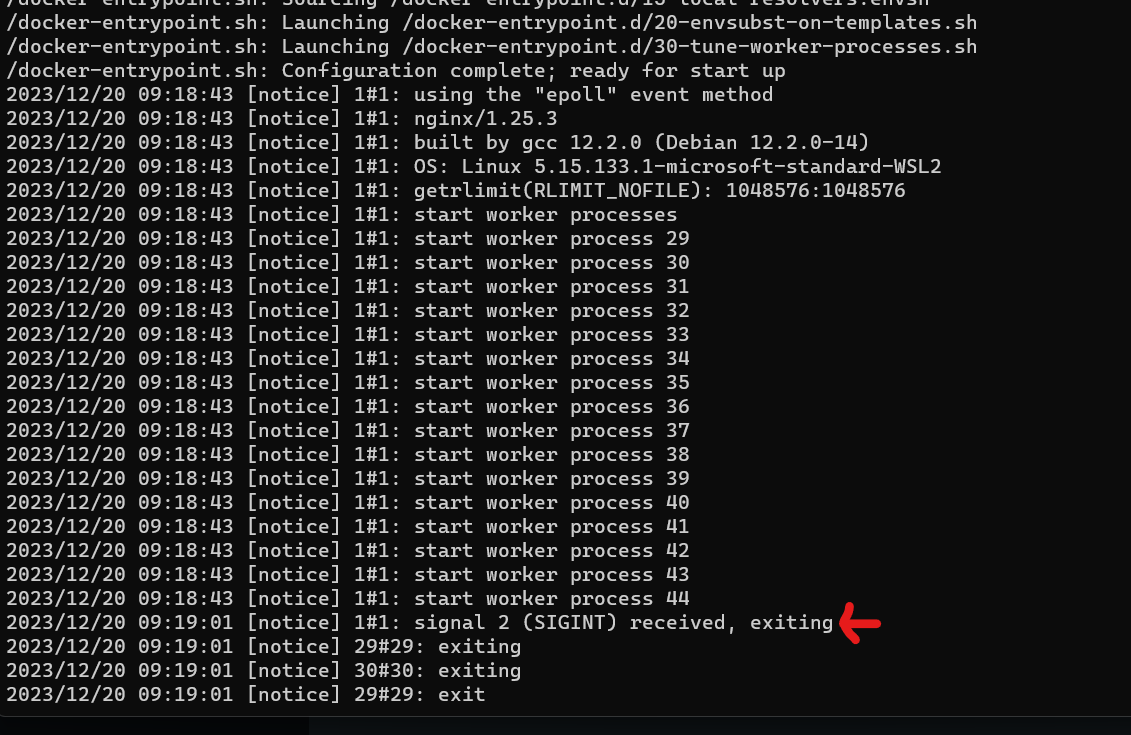 /docker-entrypoint.sh: Sourcing /docker-entrypoint.d/15-local-resolvers.envsh
/docker-entrypoint.sh: Launching /docker-entrypoint.d/20-envsubst-on-templates.sh
/docker-entrypoint.sh: Launching /docker-entrypoint.d/30-tune-worker-processes.sh
/docker-entrypoint.sh: Configuration complete; ready for start up
2023/12/20 09:18:43 [notice] 1#1: using the "epoll" event method
2023/12/20 09:18:43 [notice] 1#1: nginx/1.25.3
2023/12/20 09:18:43 [notice] 1#1: built by gcc 12.2.0 (Debian 12.2.0-14)
2023/12/20 09:18:43 [notice] 1#1: OS: Linux 5.15.133.1-microsoft-standard-WSL2
2023/12/20 09:18:43 [notice] 1#1: getrlimit(RLIMIT_NOFILE): 1048576:1048576
2023/12/20 09:18:43 [notice] 1#1: start worker processes
2023/12/20 09:18:43 [notice] 1#1: start worker process 29
2023/12/20 09:18:43 [notice] 1#1: start worker process 30
2023/12/20 09:18:43 [notice] 1#1: start worker process 31
2023/12/20 09:18:43 [notice] 1#1: start worker process 32
2023/12/20 09:18:43 [notice] 1#1: start worker process 33
2023/12/20 09:18:43 [notice] 1#1: start worker process 34
2023/12/20 09:18:43 [notice] 1#1: start worker process 35
2023/12/20 09:18:43 [notice] 1#1: start worker process 36
2023/12/20 09:18:43 [notice] 1#1: start worker process 37
2023/12/20 09:18:43 [notice] 1#1: start worker process 38
2023/12/20 09:18:43 [notice] 1#1: start worker process 39
2023/12/20 09:18:43 [notice] 1#1: start worker process 40
2023/12/20 09:18:43 [notice] 1#1: start worker process 41
2023/12/20 09:18:43 [notice] 1#1: start worker process 42
2023/12/20 09:18:43 [notice] 1#1: start worker process 43
2023/12/20 09:18:43 [notice] 1#1: start worker process 44
2023/12/20 09:19:01 [notice] 1#1: signal 2 (SIGINT) received, exiting
2023/12/20 09:19:01 [notice] 29#29: exiting
2023/12/20 09:19:01 [notice] 30#30: exiting
2023/12/20 09:19:01 [notice] 29#29: exit